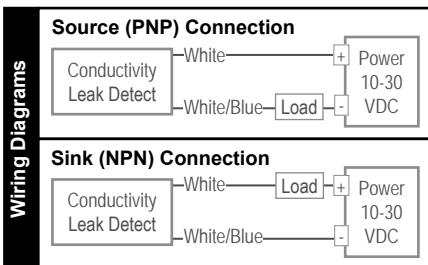 Wiring Diagrams
Source (PNP) Connection
Conductivity
Leak Detect
White
White/Blue
Load
+
-
Power
10-30
VDC
Sink (NPN) Connection
Conductivity
Leak Detect
White
Load
White/Blue
+
-
Power
10-30
VDC